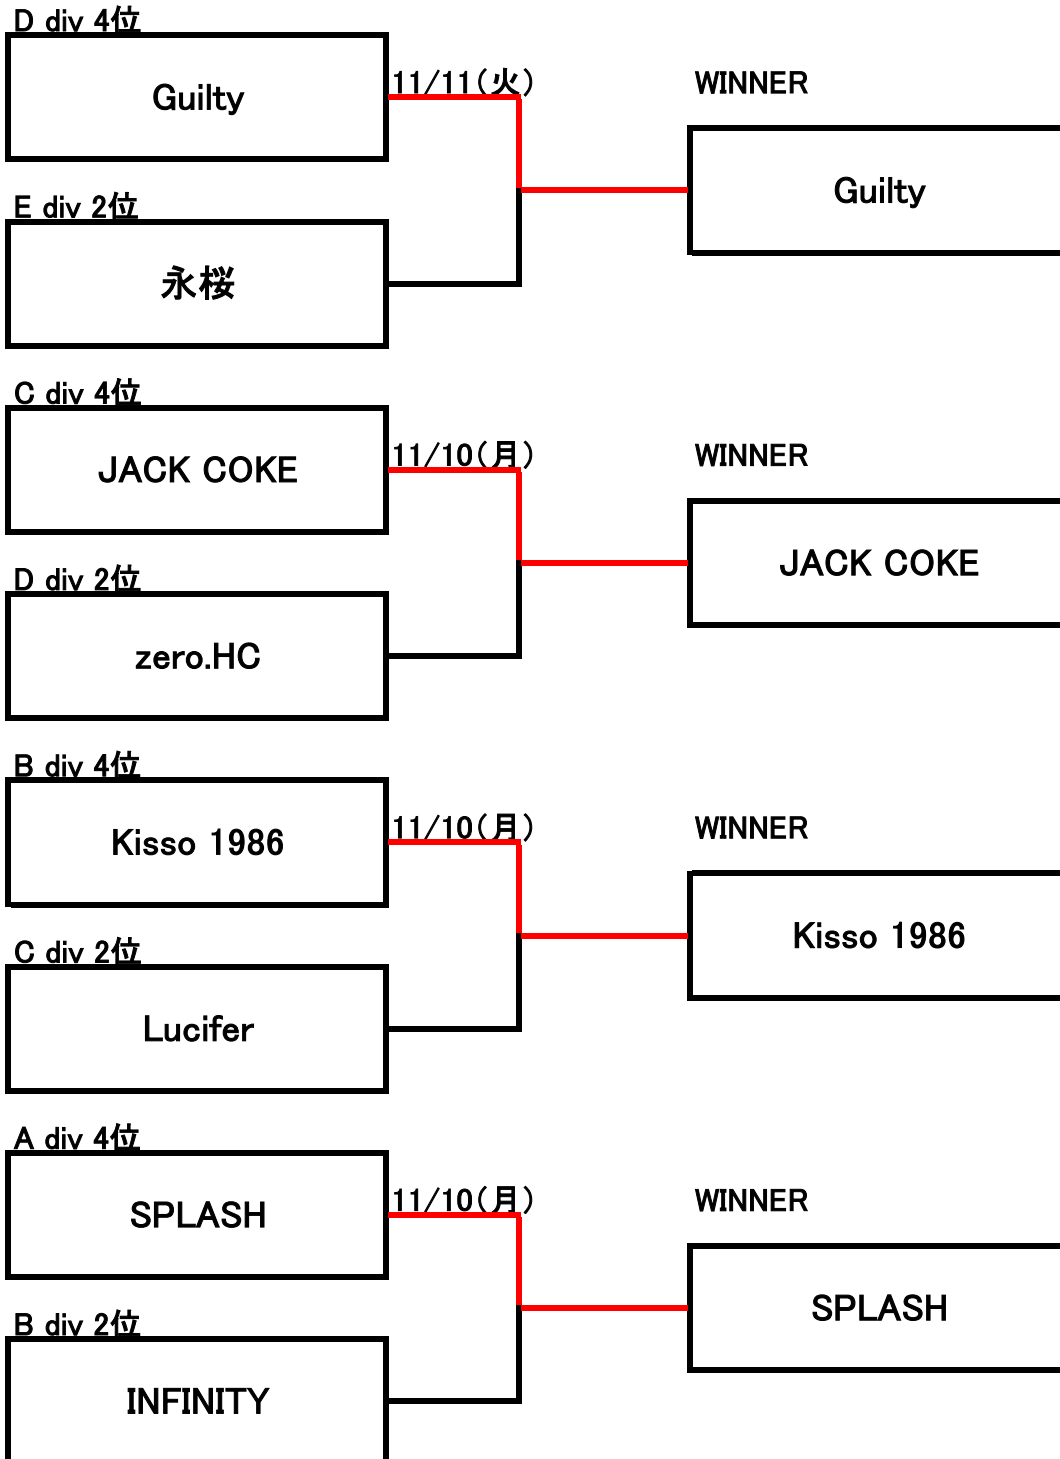 D div 4位
Guilty
11/11(火)
WINNER
Guilty
E div 2位
永桜
C div 4位
JACK COKE
11/10(月)
WINNER
JACK COKE
D div 2位
zero.HC
B div 4位
Kisso 1986
11/10(月)
WINNER
Kisso 1986
C div 2位
Lucifer
A div 4位
SPLASH
11/10(月)
WINNER
SPLASH
B div 2位
INFINITY